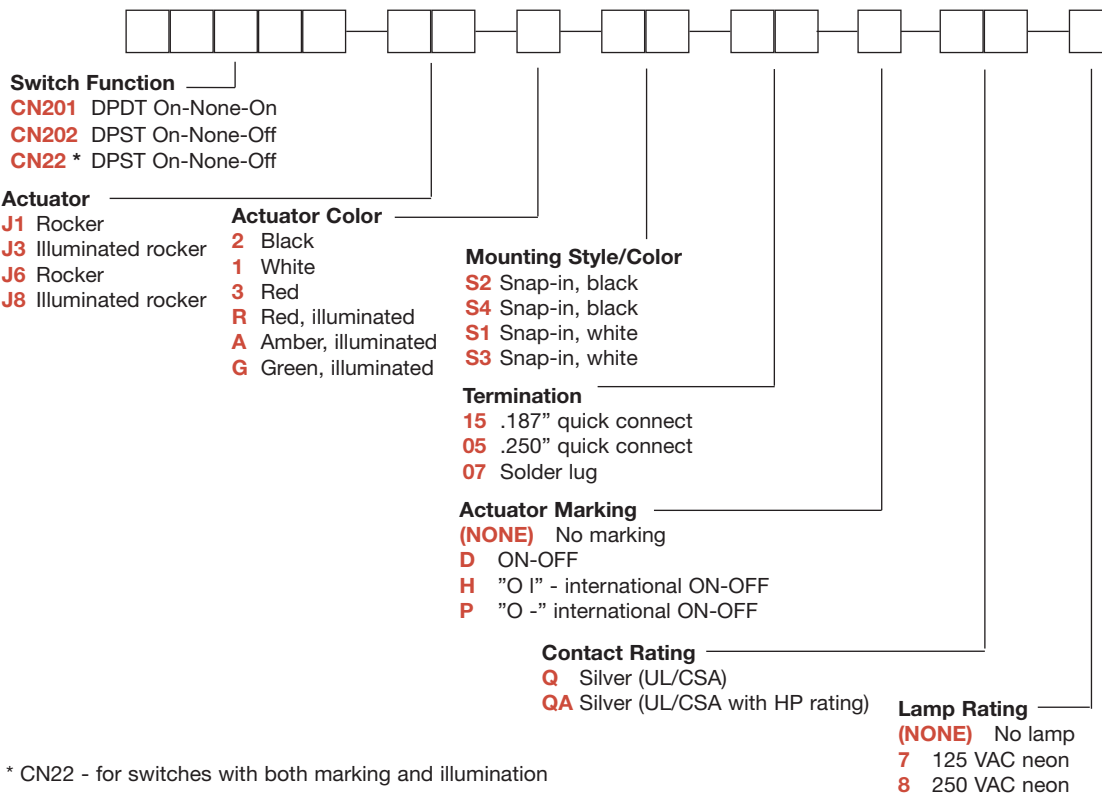 Switch Function
CN201 DPDT On-None-On
CN202 DPST On-None-Off
CN22 * DPST On-None-Off
Actuator
J1 Rocker
J3 Illuminated rocker
J6 Rocker
J8 Illuminated rocker
Actuator Color
2 Black
1 White
3 Red
R Red, illuminated
A Amber, illuminated
G Green, illuminated
Mounting Style/Color
S2 Snap-in, black
S4 Snap-in, black
S1 Snap-in, white
S3 Snap-in, white
Termination
15 .187” quick connect
05 .250” quick connect
07 Solder lug
Actuator Marking
(NONE) No marking
D ON-OFF
H ”O I” - international ON-OFF
P ”O -” international ON-OFF
Contact Rating
Q Silver (UL/CSA)
QA Silver (UL/CSA with HP rating)
Lamp Rating
(NONE) No lamp
7 125 VAC neon
8 250 VAC neon
* CN22 - for switches with both marking and illumination